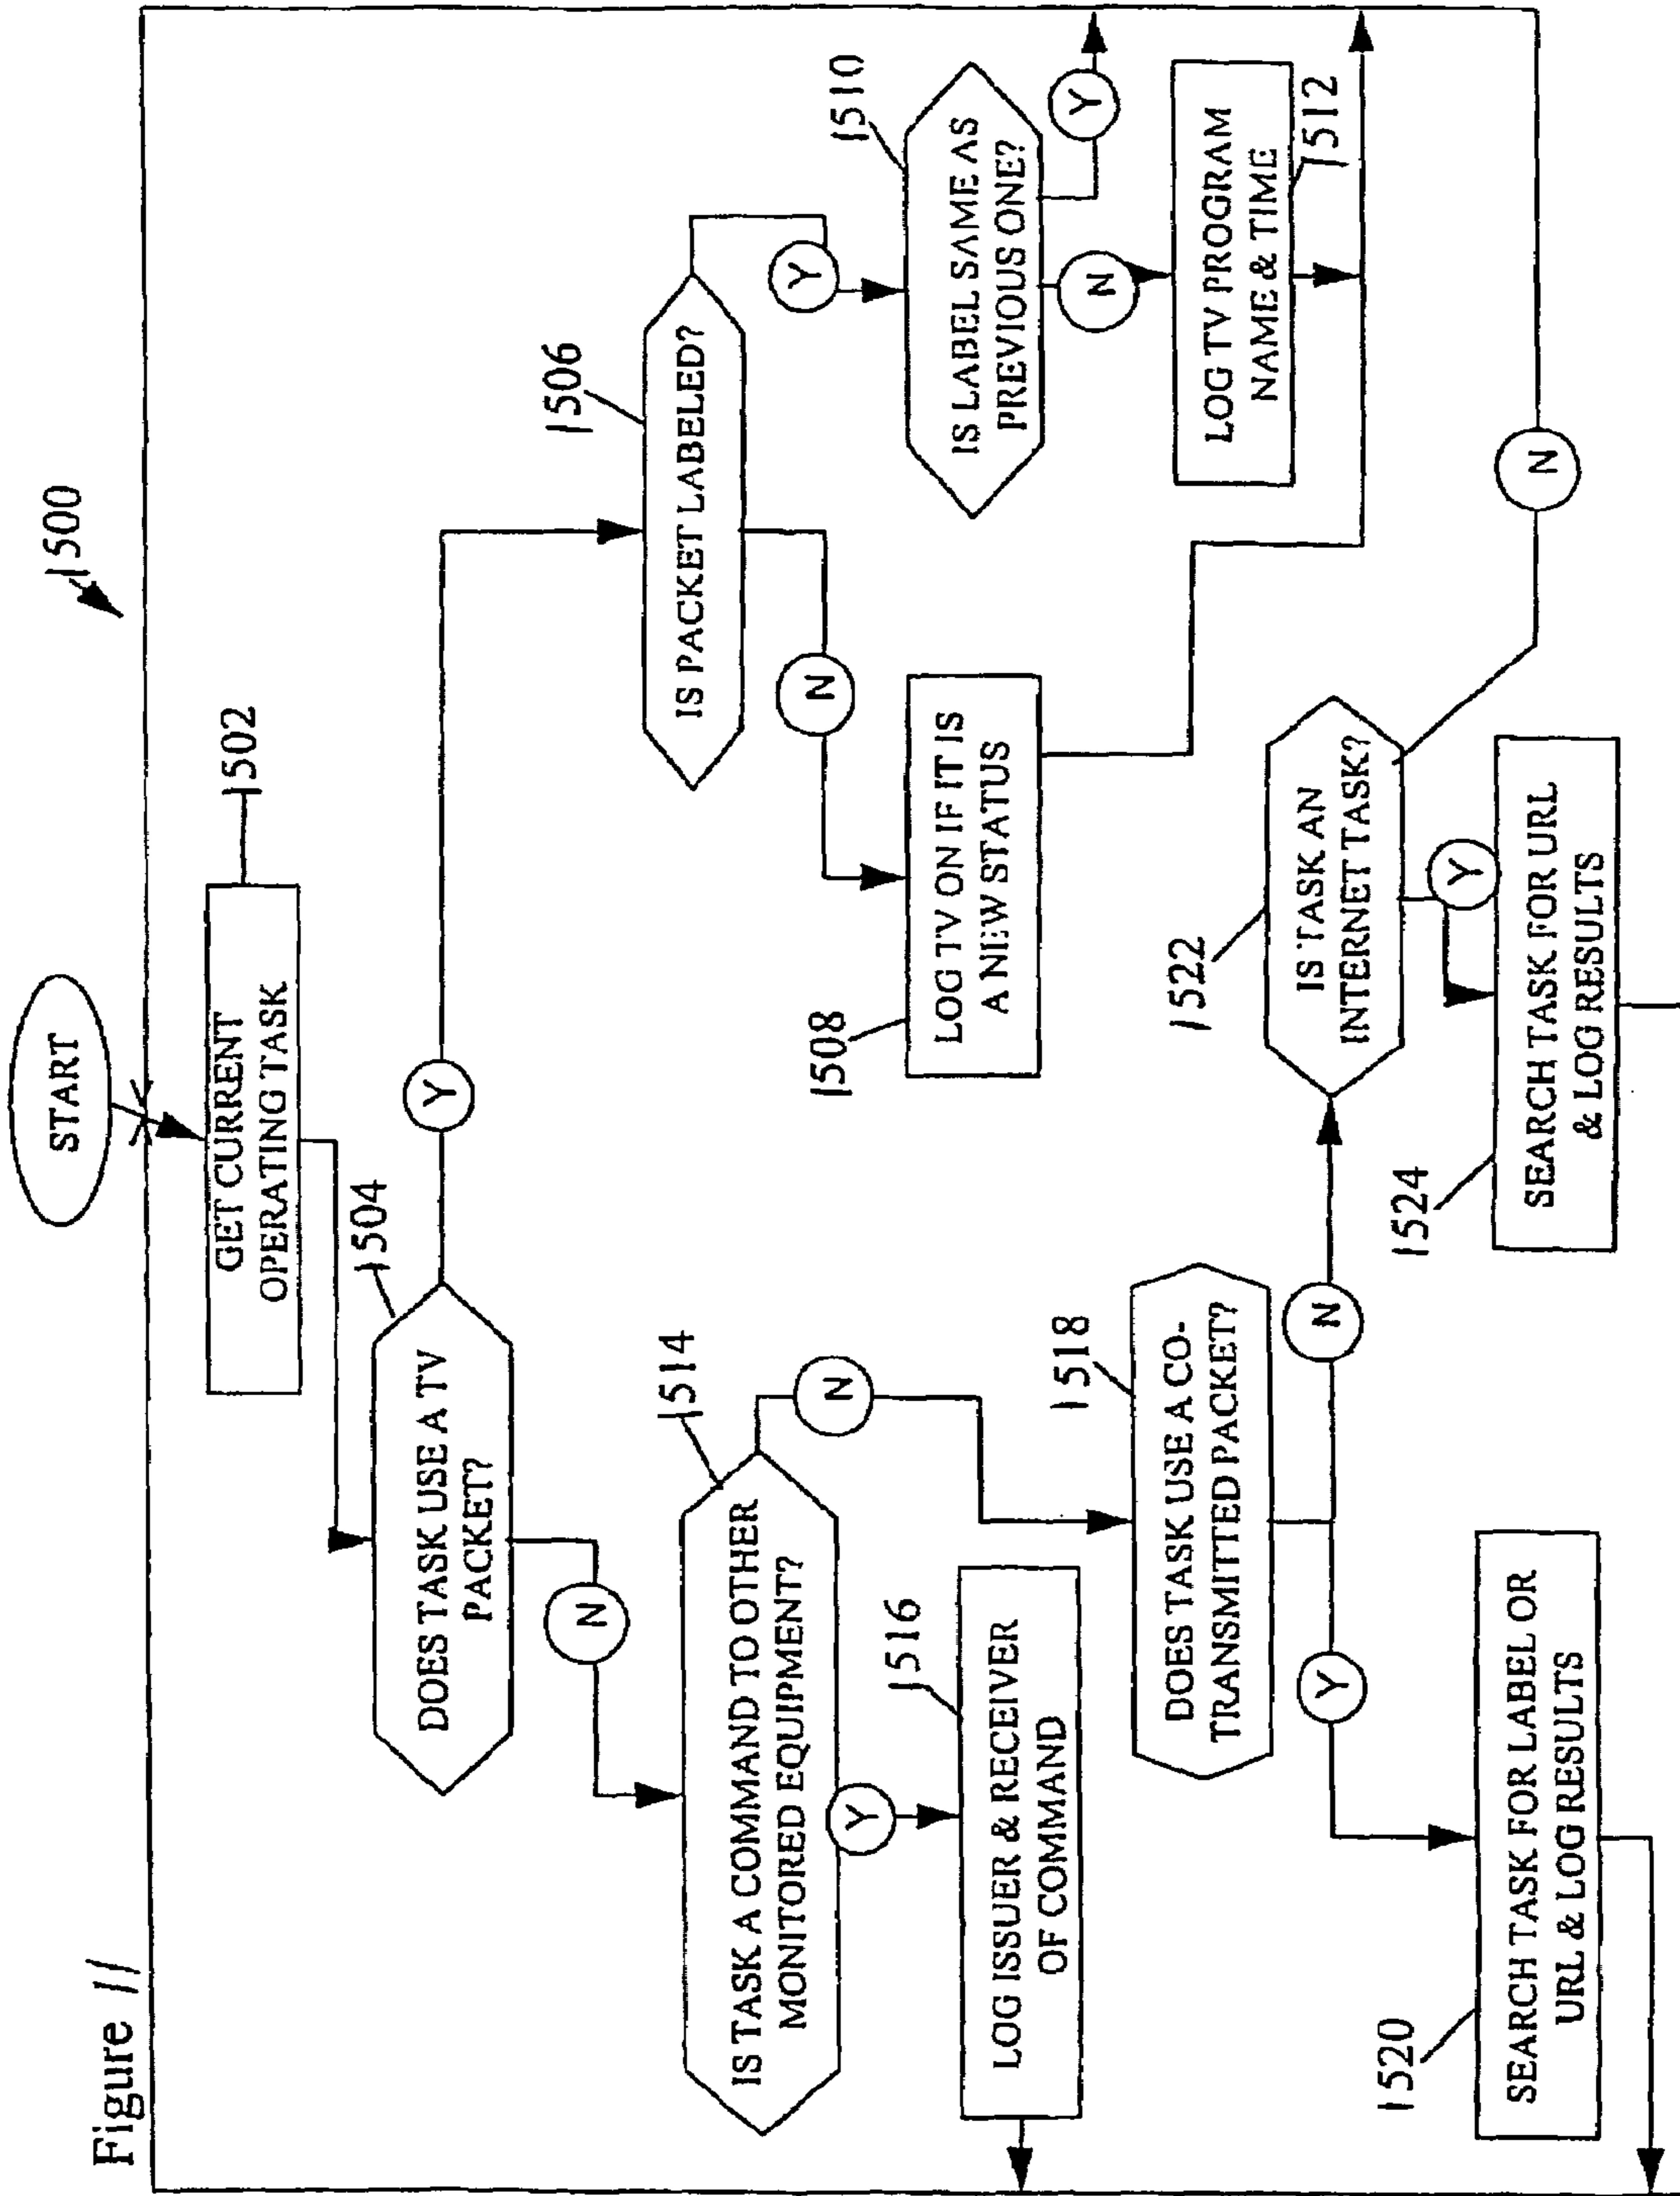 Figure 11
1500
START
GET CURRENT
OPERATING TASK
1502
1504
DOES TASK USE A TV
PACKET?
Y
N
1506
IS PACKET LABELED?
Y
N
1514
IS TASK A COMMAND TO OTHER
MONITORED EQUIPMENT?
N
Y
1508
LOG TV ON IF IT IS
A NEW STATUS
1510
IS LABEL SAME AS
PREVIOUS ONE?
Y
N
1516
LOG ISSUER & RECEIVER
OF COMMAND
1518
DOES TASK USE A CO-
TRANSMITTED PACKET?
N
Y
LOG TV PROGRAM
NAME & TIME
1512
1522
IS TASK AN
INTERNET TASK?
N
Y
1520
SEARCH TASK FOR LABEL OR
URL & LOG RESULTS
1524
SEARCH TASK FOR URL
& LOG RESULTS